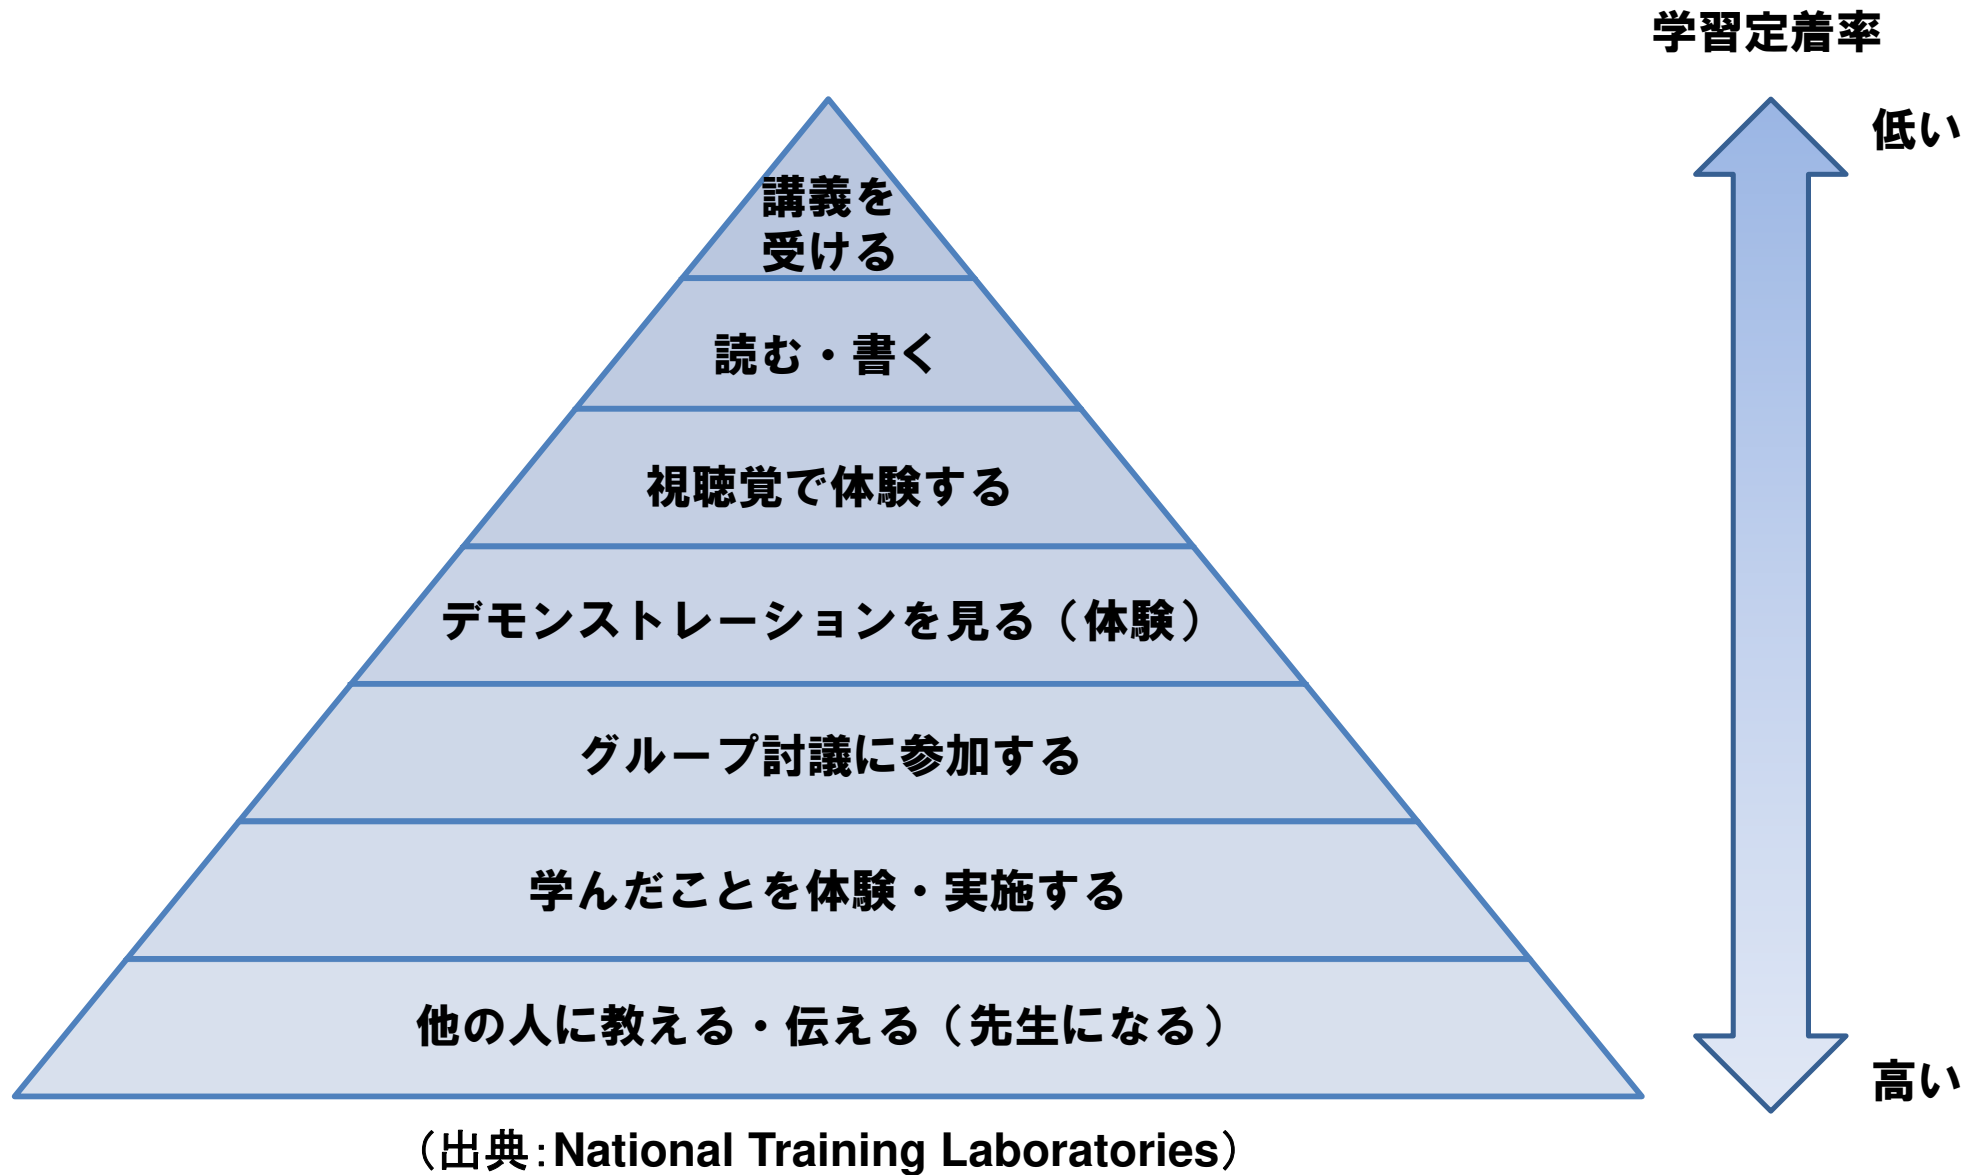 学習定着率
低い
講義を
受ける
読む・書く
視聴覚で体験する
デモンストレーションを見る（体験）
グループ討議に参加する
学んだことを体験・実施する
他の人に教える・伝える（先生になる）
高い
（出典：National Training Laboratories）